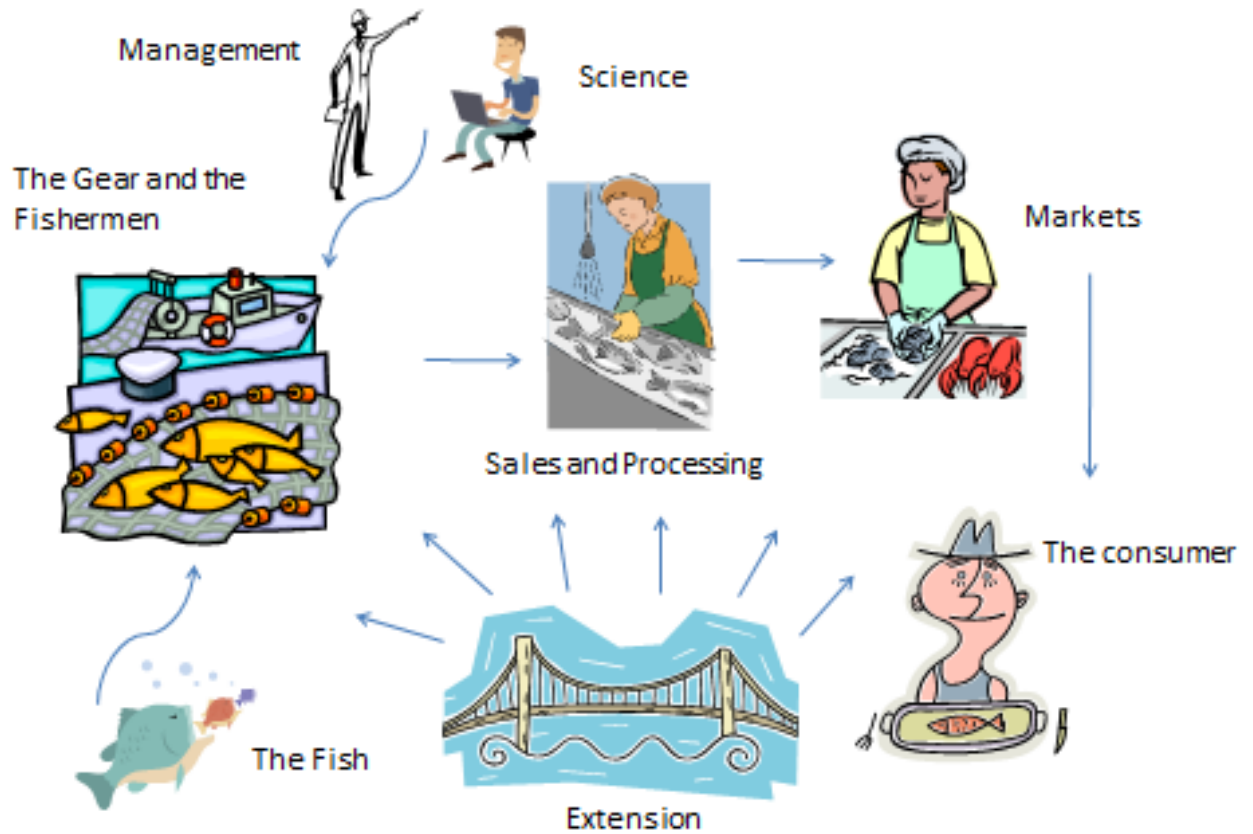 Management
Science
The Gear and the
Fishermen
Markets
Sales and Processing
The consumer
The Fish
Extension